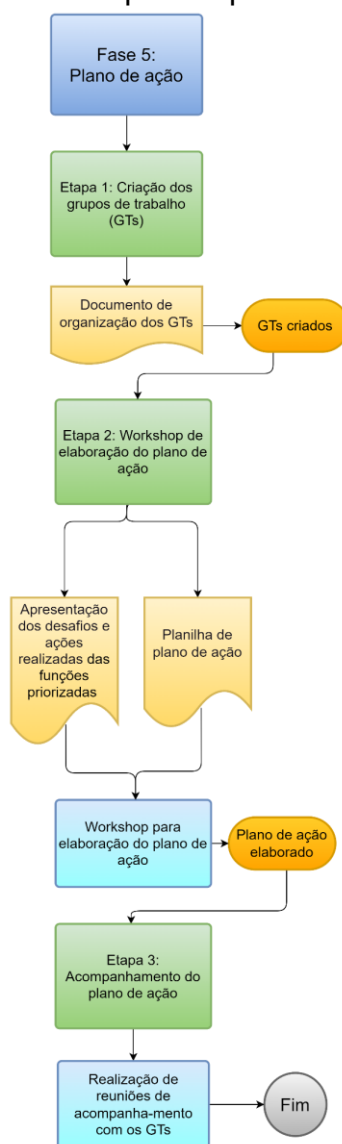 Fase 5:
Plano de ação
Etapa 1: Criação dos
grupos de trabalho
(GTs)
Documento de
organização dos GTs
GTs criados
Etapa 2: Workshop de
elaboração do plano de
ação
Apresentação
dos desafios e
ações
realizadas das
funções
priorizadas
Planilha de
plano de ação
Workshop para
elaboração do plano de
ação
Plano de ação
elaborado
Etapa 3:
Acompanhamento do
plano de ação
Realização de
reuniões de
acompanha-mento
com os GTs
Fim